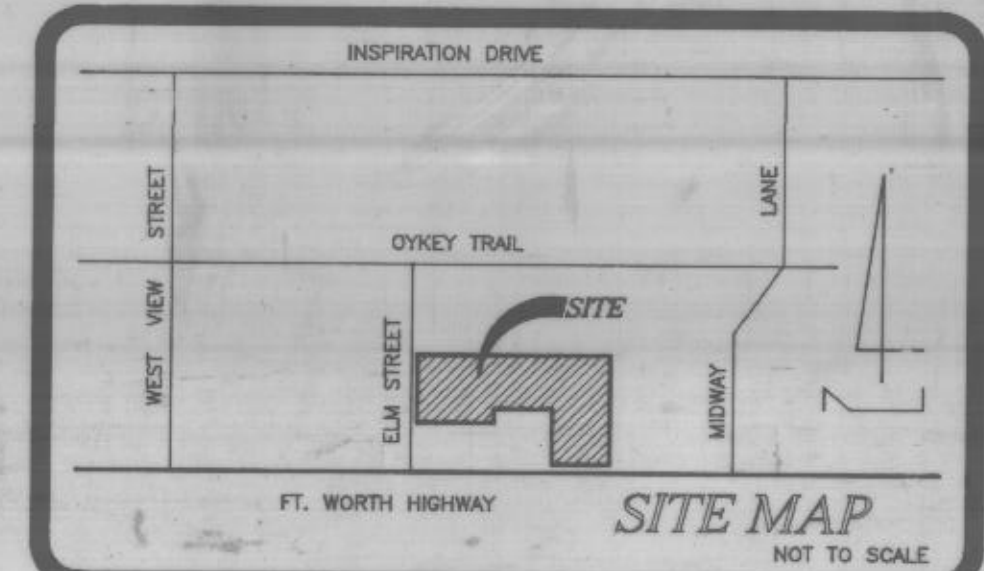 INSPIRATION DRIVE
WEST VIEW STREET
LANE
OYKEY TRAIL
SITE
ELM STREET
MIDWAY
FT. WORTH HIGHWAY
SITE MAP
NOT TO SCALE